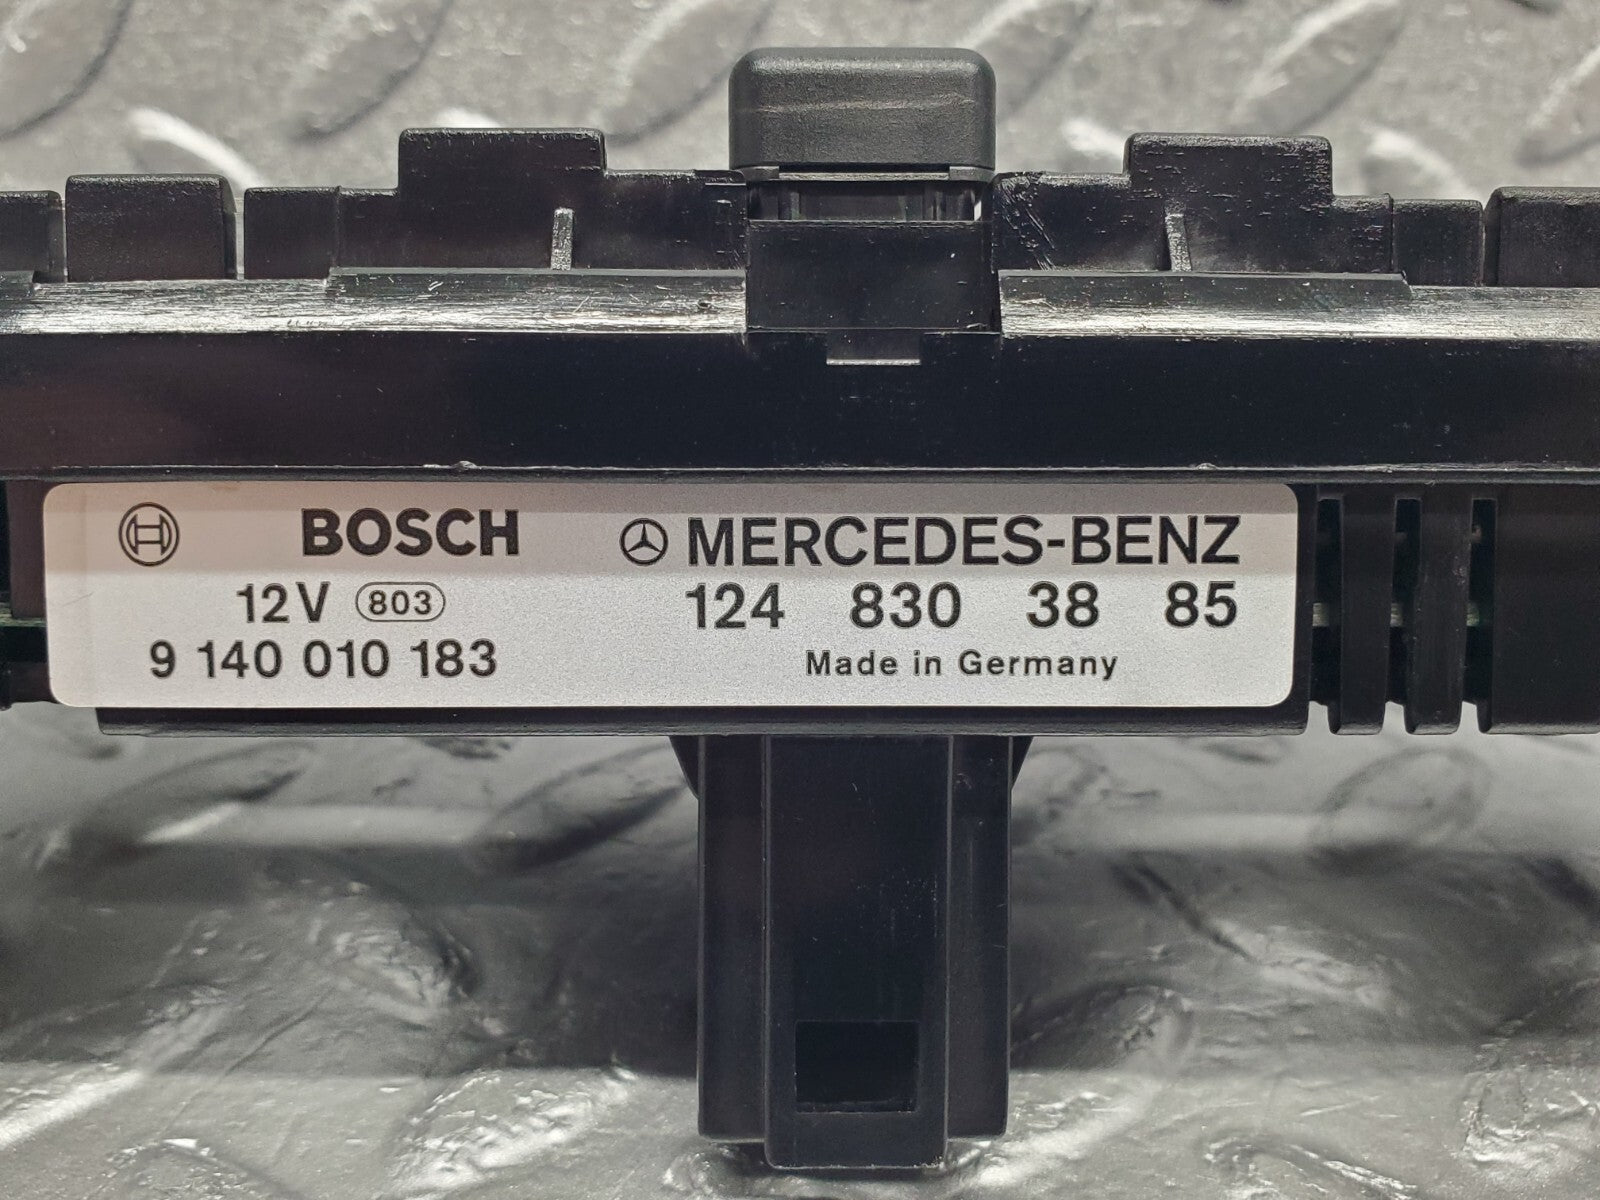 BOSCH
12V 803
9 140 010 183
MERCEDES-BENZ
124 830 38 85
Made in Germany